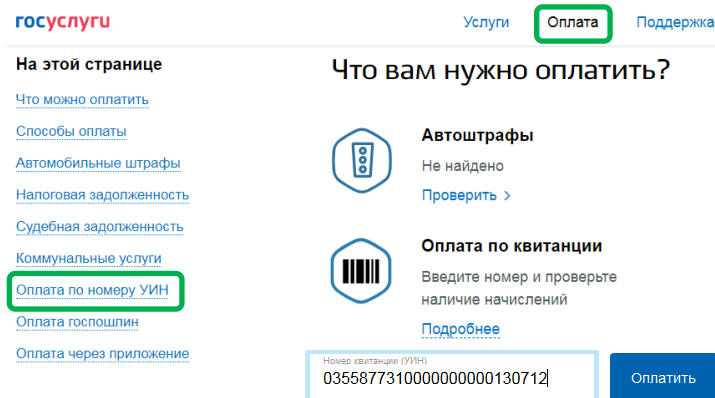 госуслуги
Услуги
Оплата
Поддержка
На этой странице
Что можно оплатить
Способы оплаты
Автомобильные штрафы
Налоговая задолженность
Судебная задолженность
Коммунальные услуги
Оплата по номеру УИН
Оплата госпошлин
Оплата через приложение
Что вам нужно оплатить?
Автоштрафы
Не найдено
Проверить >
Оплата по квитанции
Введите номер и проверьте
наличие начислений
Подробнее
Номер квитанции (УИН)
0355877310000000000130712
Оплатить